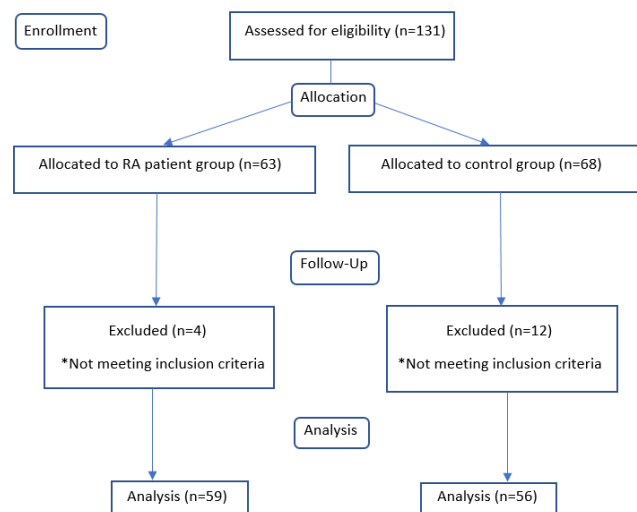 Enrollment
Assessed for eligibility (n=131)
Allocation
Allocated to RA patient group (n=63)
Allocated to control group (n=68)
Follow-Up
Excluded (n=4)
*Not meeting inclusion criteria
Excluded (n=12)
*Not meeting inclusion criteria
Analysis
Analysis (n=59)
Analysis (n=56)